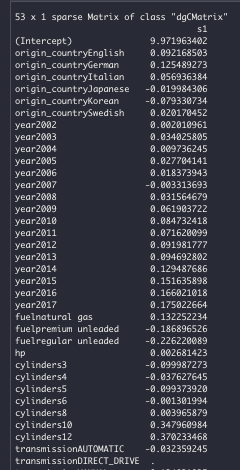 53 x 1 sparse Matrix of class "dgCMatrix"
s1
(Intercept) 9.971963402
origin_countryEnglish 0.092168503
origin_countryGerman 0.125489273
origin_countryItalian 0.056936384
origin_countryJapanese -0.019984306
origin_countryKorean -0.079330734
origin_countrySwedish 0.020170452
year2002 0.002010961
year2003 0.034025805
year2004 0.009736245
year2005 0.027704141
year2006 0.018373943
year2007 -0.003313693
year2008 0.031564679
year2009 0.061903722
year2010 0.084732418
year2011 0.071620099
year2012 0.091981777
year2013 0.094692802
year2014 0.129487686
year2015 0.151635898
year2016 0.166021018
year2017 0.175022664
fuelnatural gas 0.132252234
fuelpremium unleaded -0.186896526
fuelregular unleaded -0.226220089
hp 0.002681423
cylinders3 -0.099987273
cylinders4 -0.037627645
cylinders5 -0.099373920
cylinders6 -0.001301994
cylinders8 0.003965879
cylinders10 0.347960984
cylinders12 0.370233468
transmissionAUTOMATIC -0.032359245
transmissionDIRECT_DRIVE .